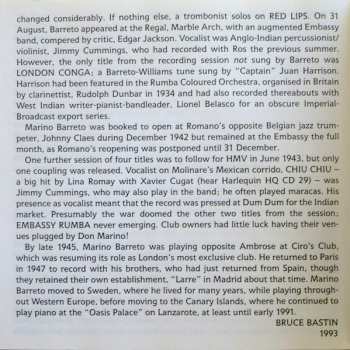 changed considerably. If nothing else, a trombonist solos on RED LIPS. On 31
August, Barreto appeared at the Regal, Marble Arch, with an augmented Embassy
band, compered by critic, Edgar Jackson. Vocalist was Anglo-Indian percussionist/
violinist, Jimmy Cummings, who had recorded with Ros the previous summer.
However, the only title from the recording session not sung by Barreto was
LONDON CONGA; a Barreto-Williams tune sung by "Captain" Juan Harrison.
Harrison had been featured in the Rumba Coloured Orchestra, organised in Britain
by clarinettist, Rudolph Dunbar in 1934 and had also recorded thereabouts with
West Indian writer-pianist-bandleader, Lionel Belasco for an obscure Imperial-
Broadcast export series.
Marino Barreto was booked to open at Romano's opposite Belgian jazz trum-
peter, Johnny Claes during December 1942 but remained at the Embassy the full
month, as Romano's reopening was postponed until 31 December.
One further session of four titles was to follow for HMV in June 1943, but only
one coupling was released. Vocalist on Molinare's Mexican corrido, CHIU CHIU –
a big hit by Lina Romay with Xavier Cugat (hear Harlequin HQ CD 29) – was
Jimmy Cummings, who may also play in the band; he often played maracas. His
presence as vocalist meant that the record was pressed at Dum Dum for the Indian
market. Presumably the war doomed the other two titles from the session;
EMBASSY RUMBA never emerging. Club owners had little luck having their ven-
ues plugged by Don Marino!
By late 1945, Marino Barreto was playing opposite Ambrose at Ciro's Club,
which was resuming its role as London's most exclusive club. He returned to Paris
in 1947 to record with his brothers, who had just returned from Spain, though
they retained their own establishment, "Larre" in Madrid about that time. Marino
Barreto moved to Sweden, where he lived for many years, while playing through-
out Western Europe, before moving to the Canary Islands, where he continued to
play piano at the "Oasis Palace" on Lanzarote, at least until early 1991.
BRUCE BASTIN
1993